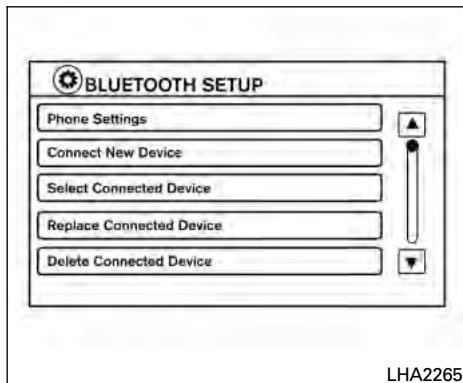 BLUETOOTH SETUP
Phone Settings
Connect New Device
Select Connected Device
Replace Connected Device
Delete Connected Device
LHA2265